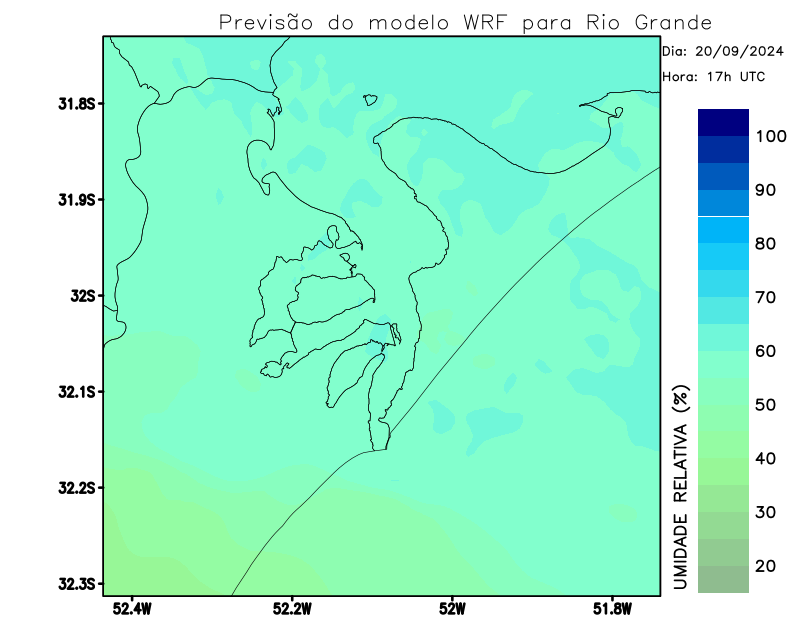 Previsão do modelo WRF para Rio Grande
Dia: 20/09/2024
Hora: 17h UTC
31.8S
31.9S
32S
32.1S
32.2S
32.3S
52.4W
52.2W
52W
51.8W
100
90
80
70
60
50
40
30
20
UMIDADE RELATIVA (%)